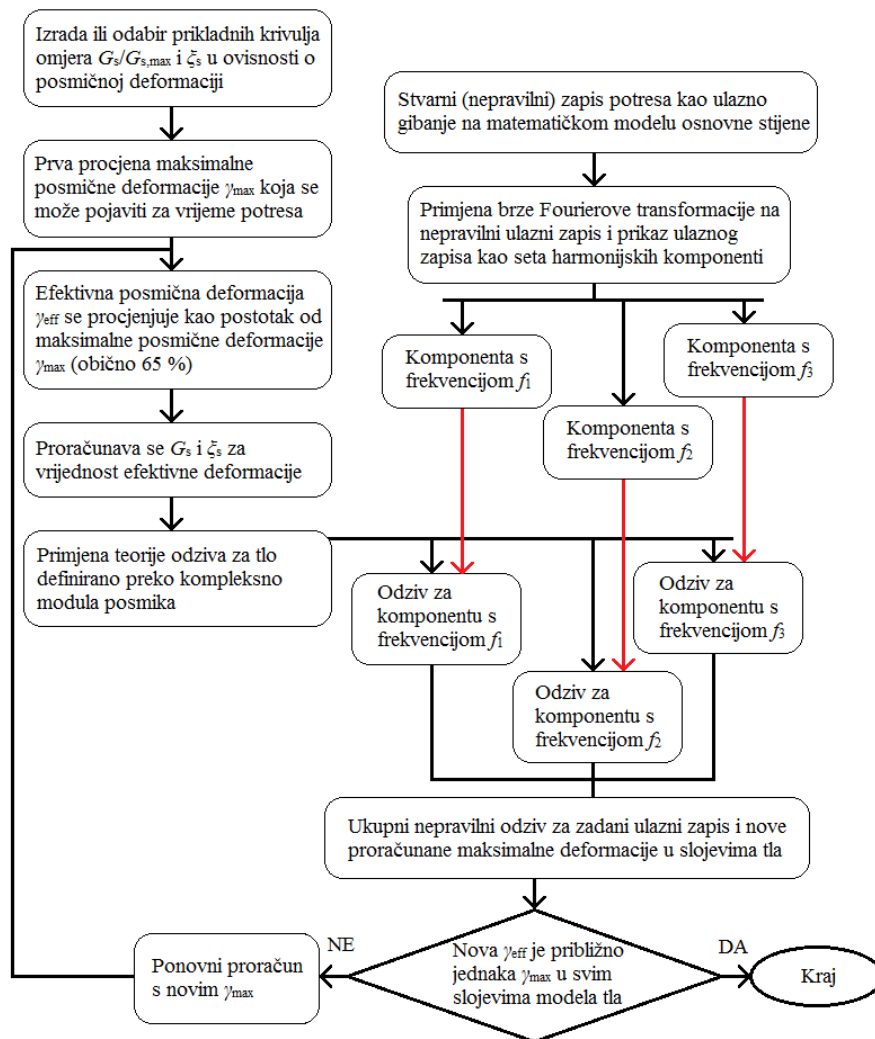 Izrada ili odabir prikladnih krivulja
omjera Gs/Gs,max i ξs u ovisnosti o
posmičnoj deformaciji
Prva procjena maksimalne
posmične deformacije γmax koja se
može pojaviti za vrijeme potresa
Efektivna posmična deformacija
γeff se procjenjuje kao postotak od
maksimalne posmične deformacije
γmax (obično 65 %)
Proračunava se Gs i ξs za
vrijednost efektivne deformacije
Primjena teorije odziva za tlo
definirano preko kompleksno
modula posmika
Stvarni (nepravilni) zapis potresa kao ulazno
gibanje na matematičkom modelu osnovne stijene
Primjena brze Fourierove transformacije na
nepravilni ulazni zapis i prikaz ulaznog
zapisa kao seta harmonijskih komponenti
Komponenta s
frekvencijom f1
Komponenta s
frekvencijom f2
Komponenta s
frekvencijom f3
Odziv za
komponentu s
frekvencijom f1
Odziv za
komponentu s
frekvencijom f2
Odziv za
komponentu s
frekvencijom f3
Ukupni nepravilni odziv za zadani ulazni zapis i nove
proračunane maksimalne deformacije u slojevima tla
Nova γeff je približno
jednaka γmax u svim
slojevima modela tla
NE
Ponovni proračun
s novim γmax
DA
Kraj